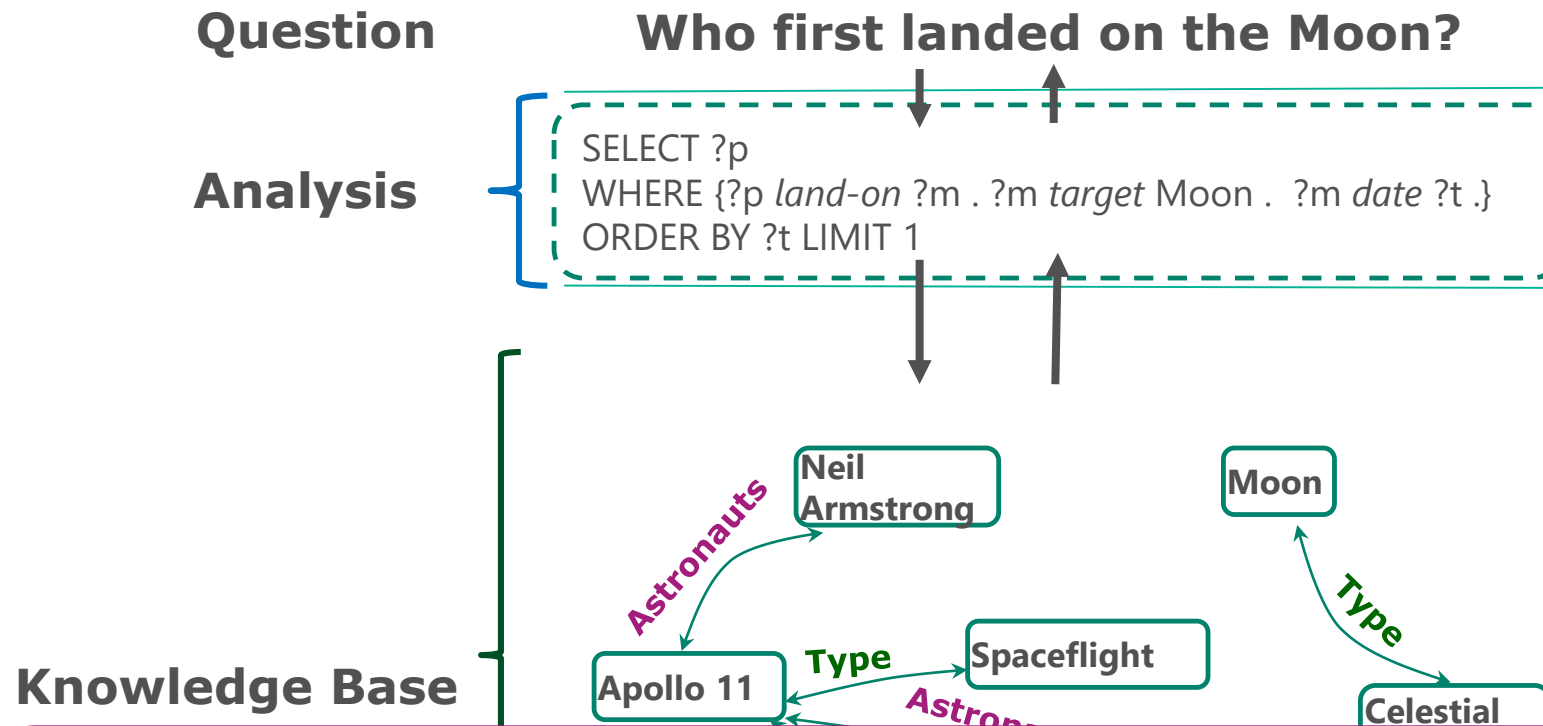 Question
Who first landed on the Moon?
Analysis
SELECT ?p
WHERE {?p land-on ?m . ?m target Moon .  ?m date ?t .}
ORDER BY ?t LIMIT 1
Neil
Armstrong
Moon
Astronauts
Type
Knowledge Base
Apollo 11
Type
Spaceflight
Celestial